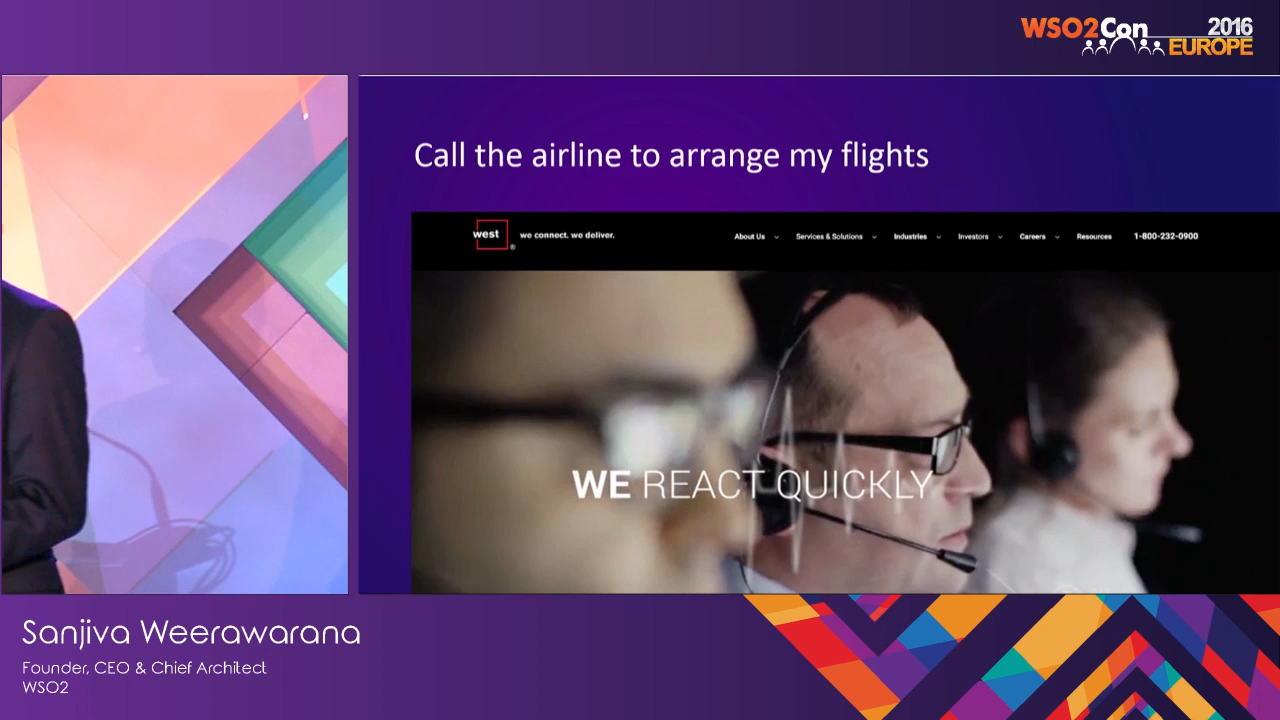 WSO2Con 2016
EUROPE
Call the airline to arrange my flights
west ® we connect. we deliver.
About Us Services & Solutions Industries Investors Careers Resources 1-800-232-0900
WE REACT QUICKLY
Sanjiva Weerawarana
Founder, CEO & Chief Architect
WSO2